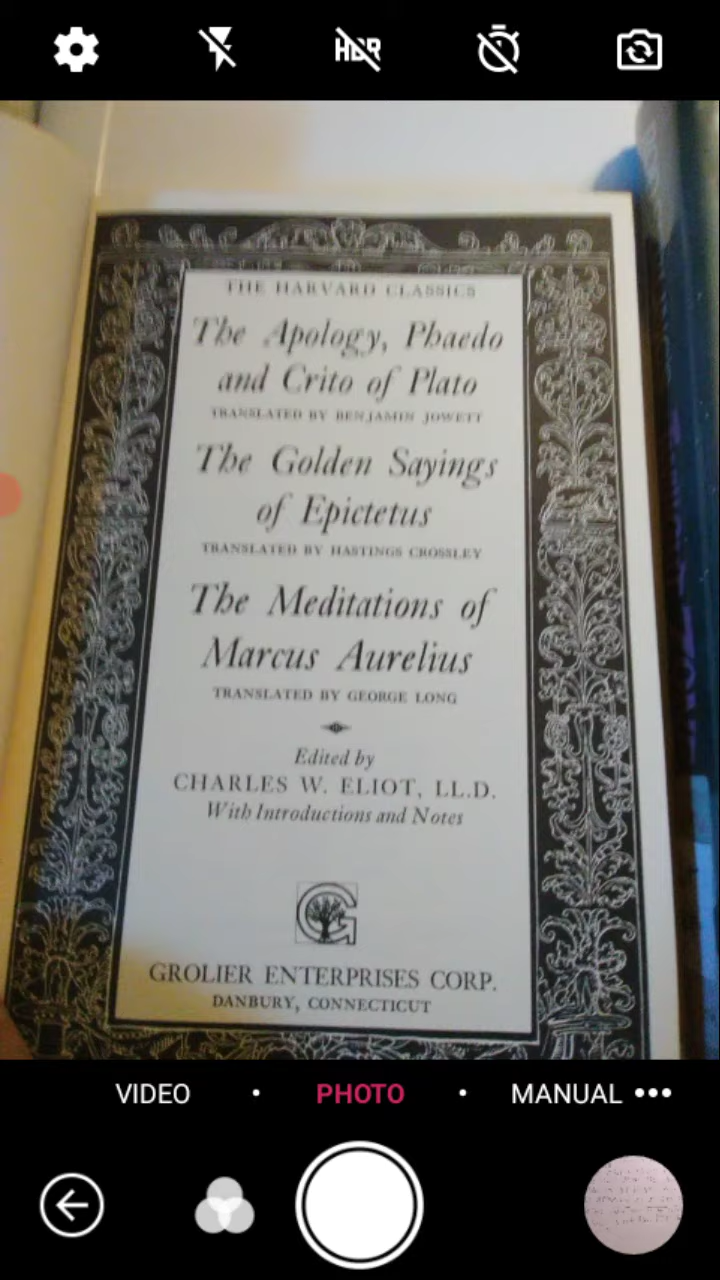 HDR
THE HARVARD CLASSICS
The Apology, Phaedo
and Crito of Plato
TRANSLATED BY BENJAMIN JOWETT
The Golden Sayings
of Epictetus
TRANSLATED BY HASTINGS CROSSLEY
The Meditations of
Marcus Aurelius
TRANSLATED BY GEORGE LONG
Edited by
CHARLES W. ELIOT, LL.D.
With Introductions and Notes
G
GROLIER ENTERPRISES CORP.
DANBURY, CONNECTICUT
VIDEO • PHOTO • MANUAL •••